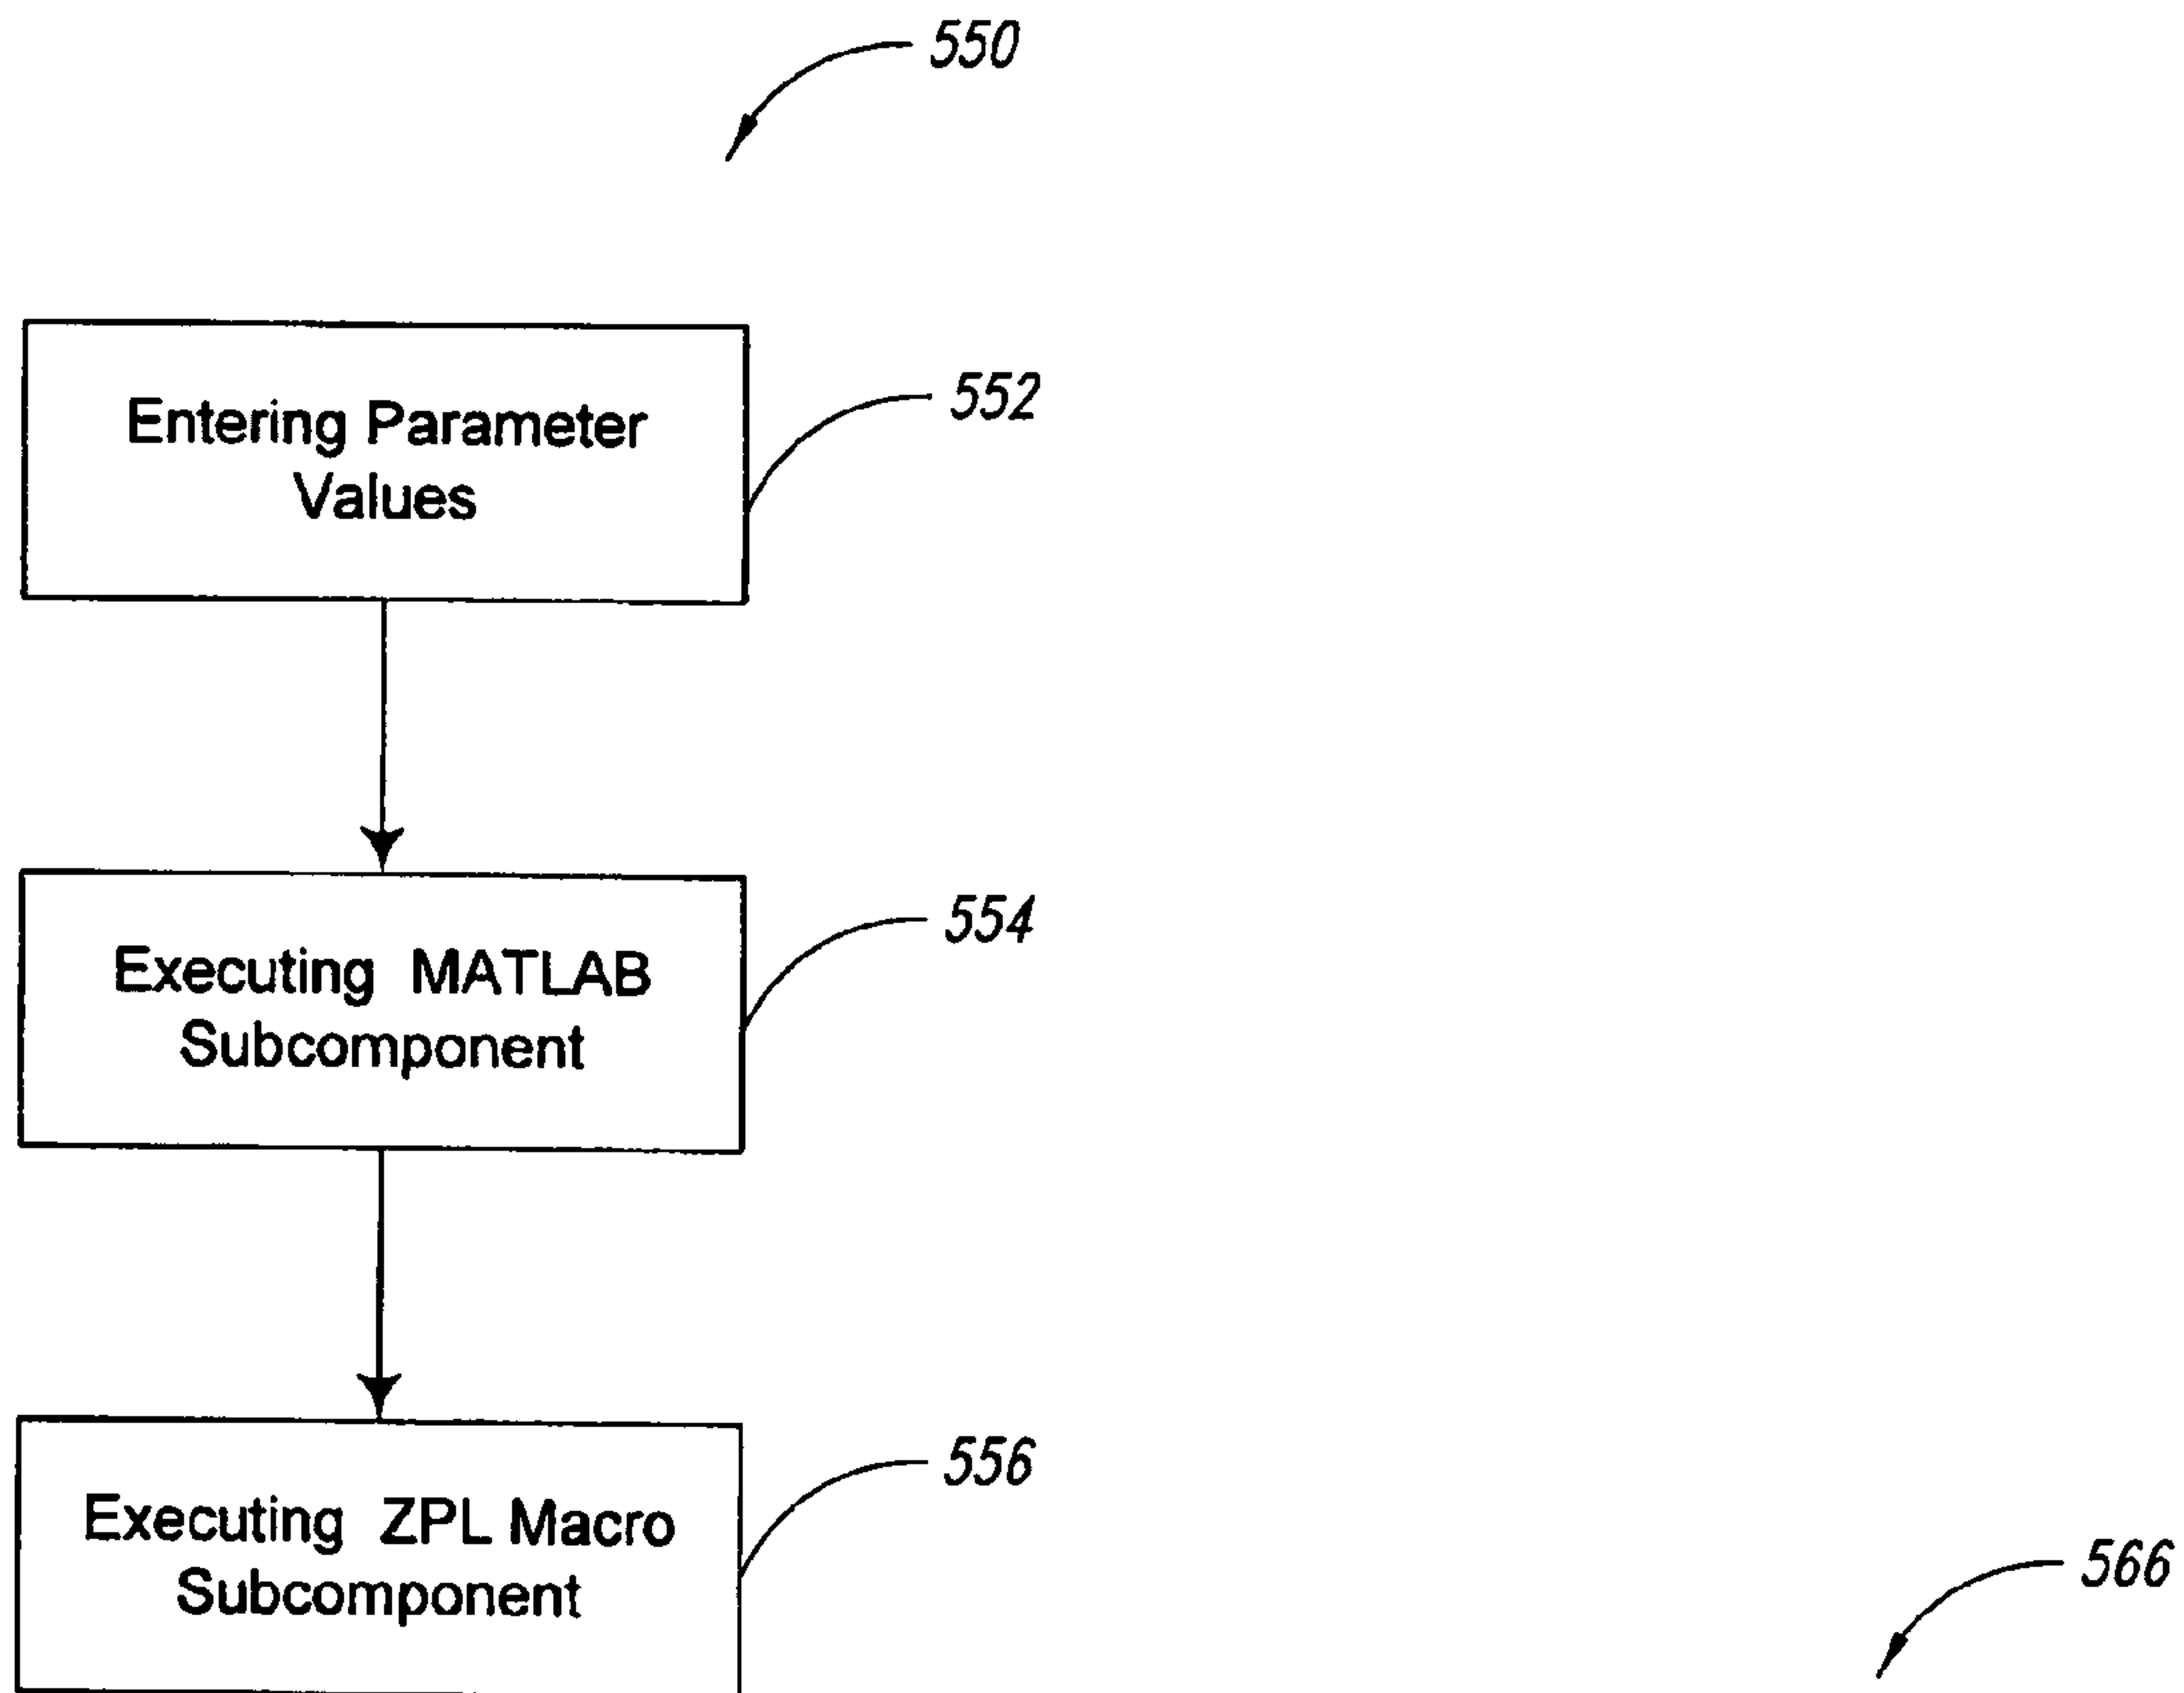 550
Entering Parameter
Values
552
Executing MATLAB
Subcomponent
554
Executing ZPL Macro
Subcomponent
556
566